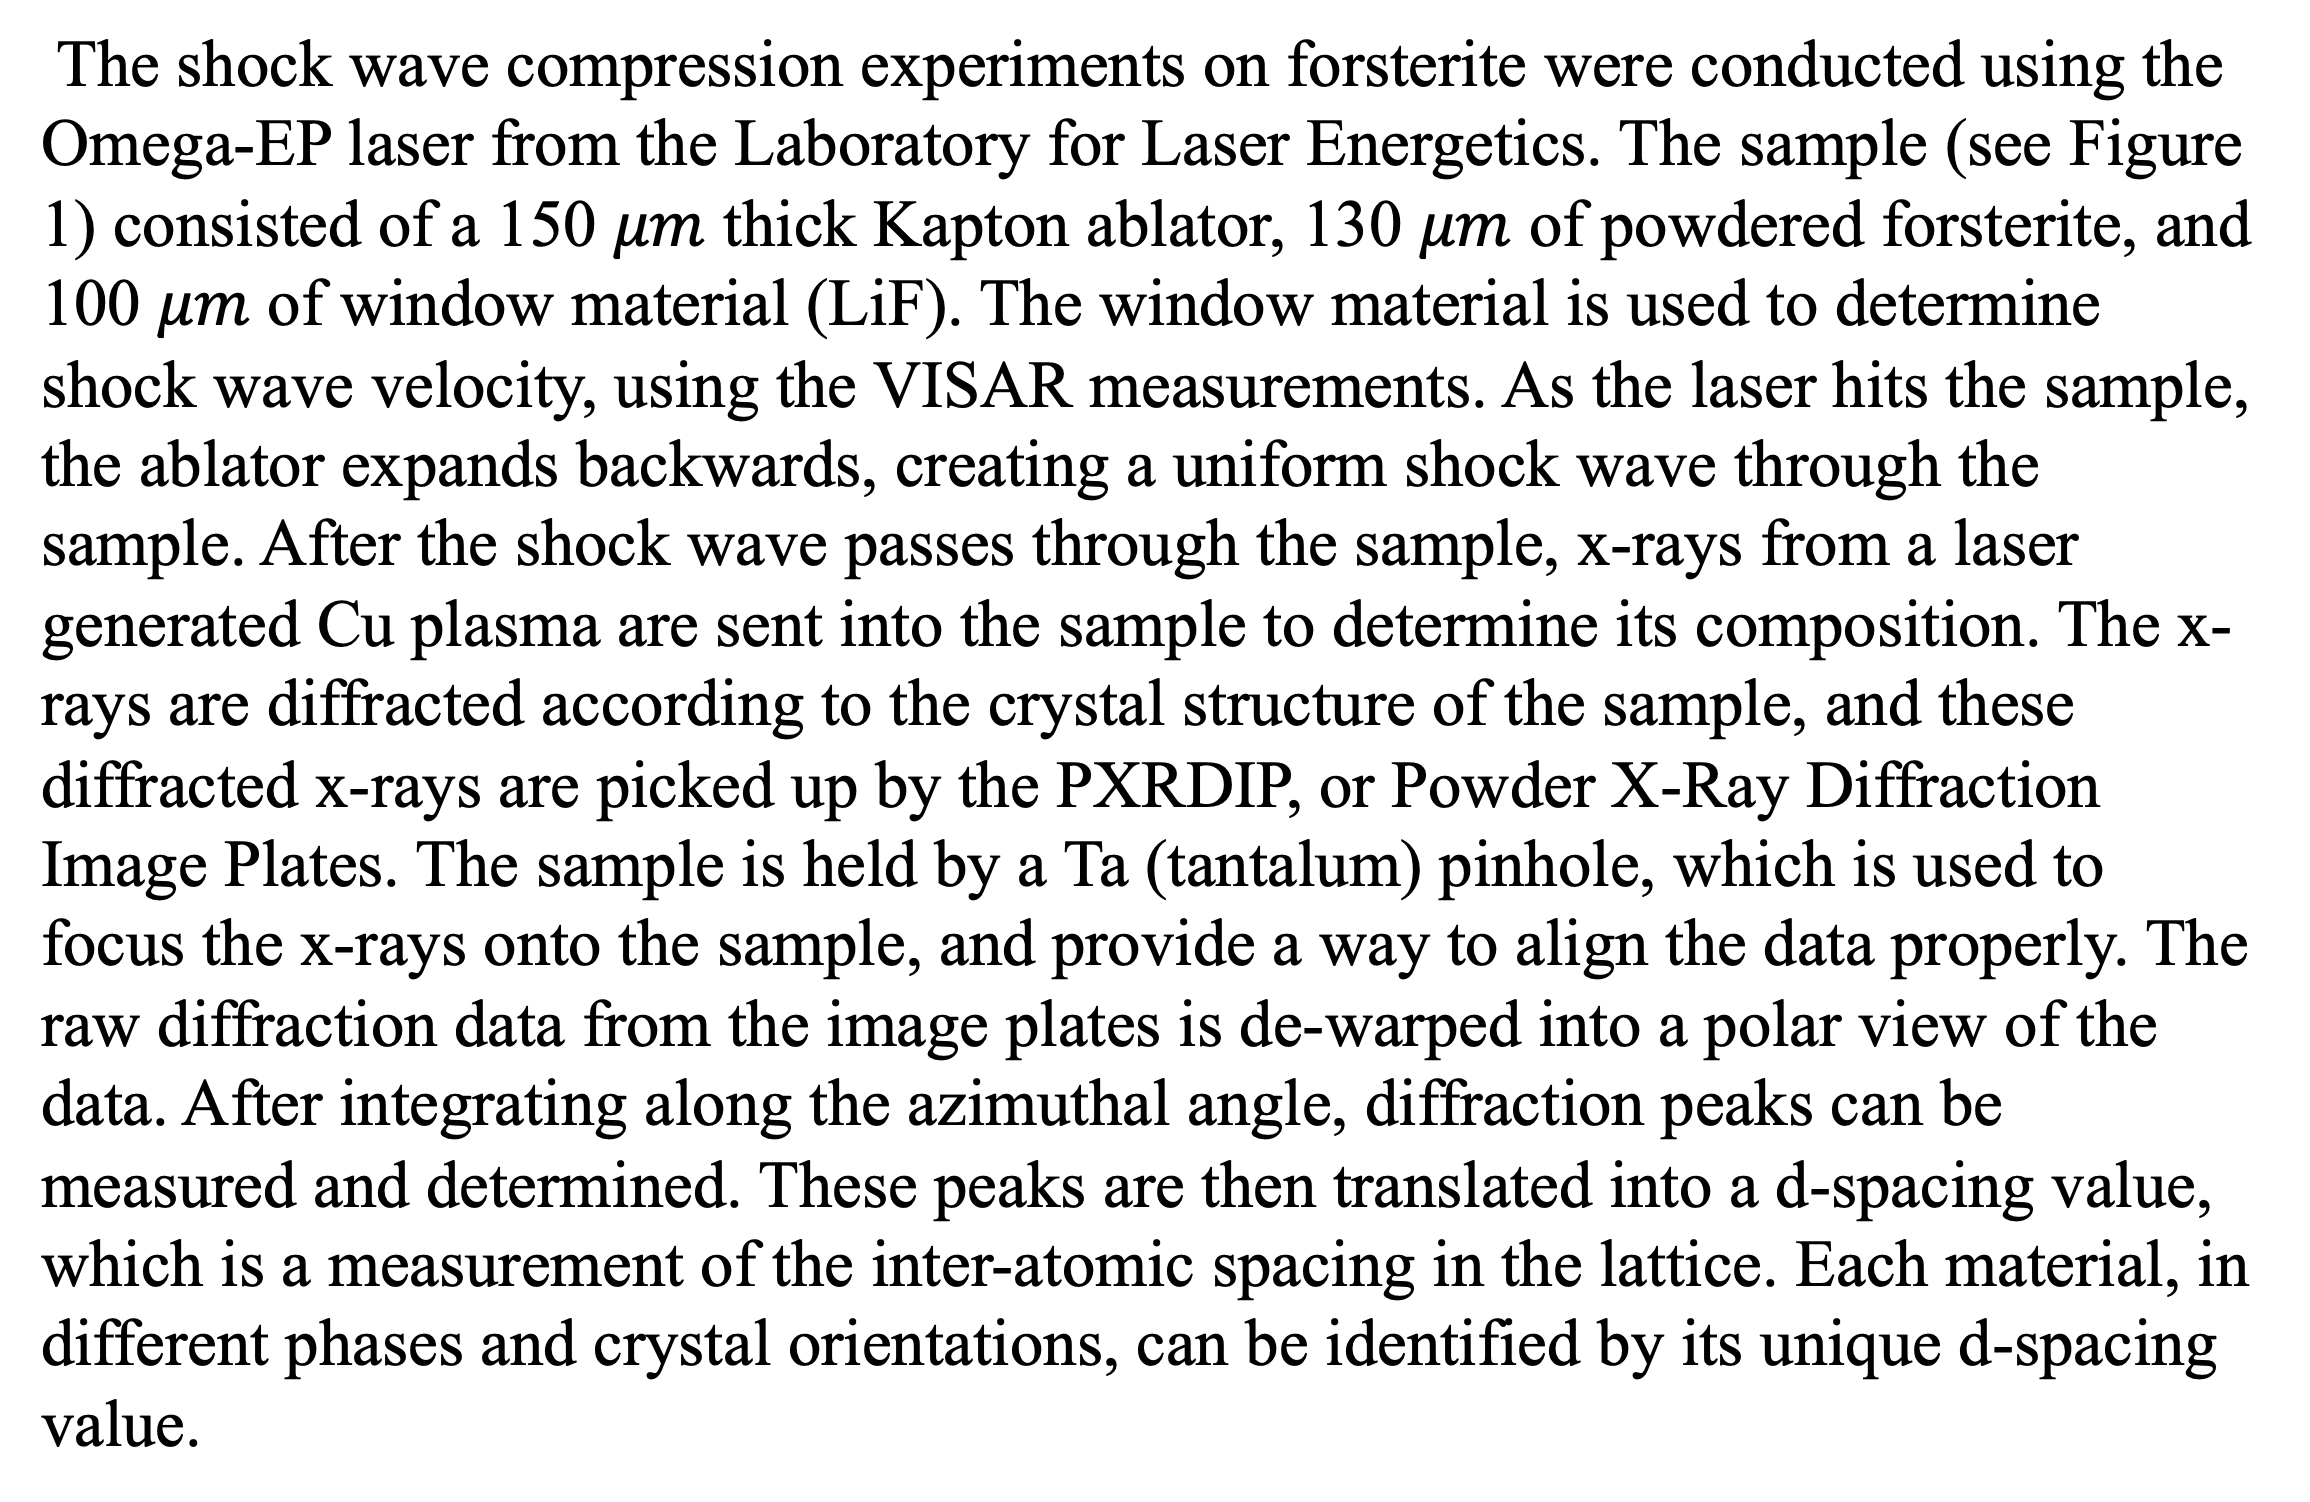 The shock wave compression experiments on forsterite were conducted using the
Omega-EP laser from the Laboratory for Laser Energetics. The sample (see Figure
1) consisted of a 150 μm thick Kapton ablator, 130 μm of powdered forsterite, and
100 μm of window material (LiF). The window material is used to determine
shock wave velocity, using the VISAR measurements. As the laser hits the sample,
the ablator expands backwards, creating a uniform shock wave through the
sample. After the shock wave passes through the sample, x-rays from a laser
generated Cu plasma are sent into the sample to determine its composition. The x-
rays are diffracted according to the crystal structure of the sample, and these
diffracted x-rays are picked up by the PXRDIP, or Powder X-Ray Diffraction
Image Plates. The sample is held by a Ta (tantalum) pinhole, which is used to
focus the x-rays onto the sample, and provide a way to align the data properly. The
raw diffraction data from the image plates is de-warped into a polar view of the
data. After integrating along the azimuthal angle, diffraction peaks can be
measured and determined. These peaks are then translated into a d-spacing value,
which is a measurement of the inter-atomic spacing in the lattice. Each material, in
different phases and crystal orientations, can be identified by its unique d-spacing
value.